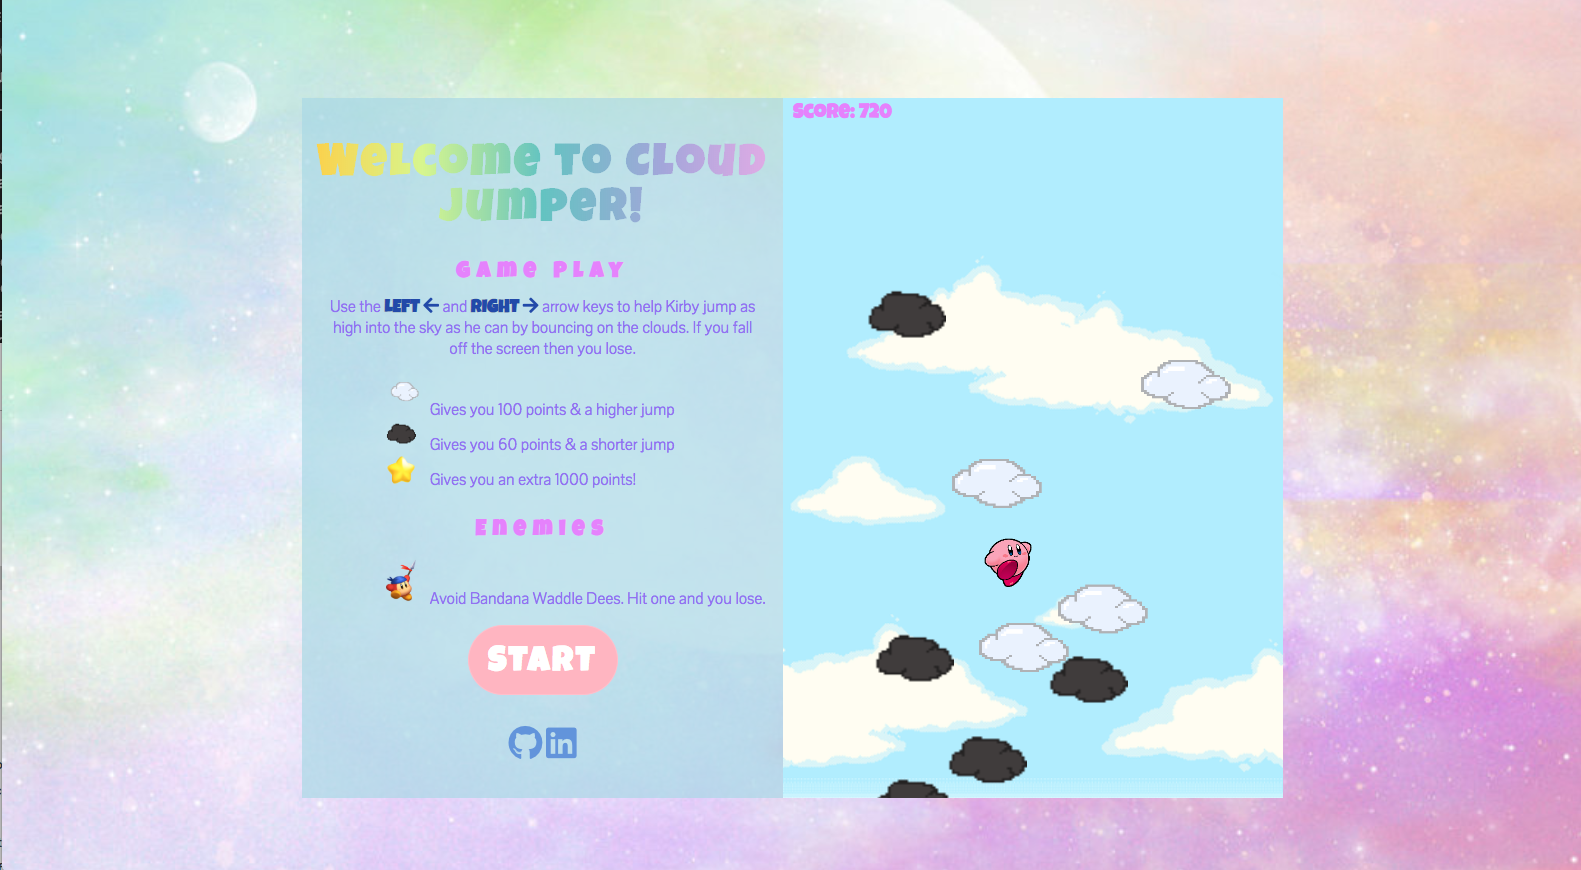 Welcome to Cloud
Jumper!
Game Play
Use the LEFT ← and RIGHT → arrow keys to help Kirby jump as
high into the sky as he can by bouncing on the clouds. If you fall
off the screen then you lose.
Gives you 100 points & a higher jump
Gives you 60 points & a shorter jump
Gives you an extra 1000 points!
Enemies
Avoid Bandana Waddle Dees. Hit one and you lose.
START
in
Score: 720